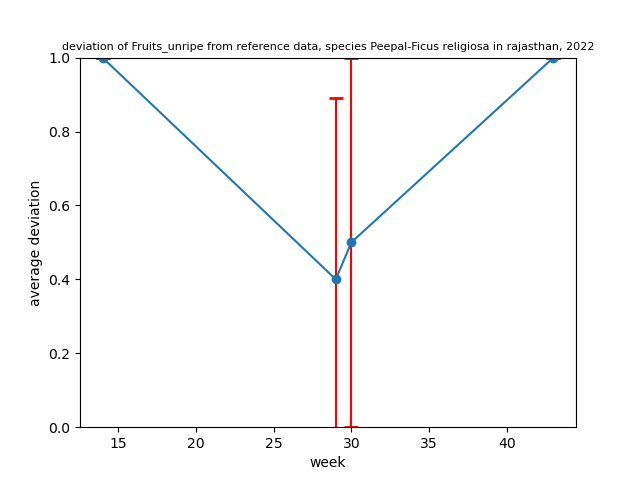 deviation of Fruits_unripe from reference data, species Peepal-Ficus religiosa in rajasthan, 2022
1.0
0.8
0.6
0.4
0.2
0.0
average deviation
15 20 25 30 35 40
week